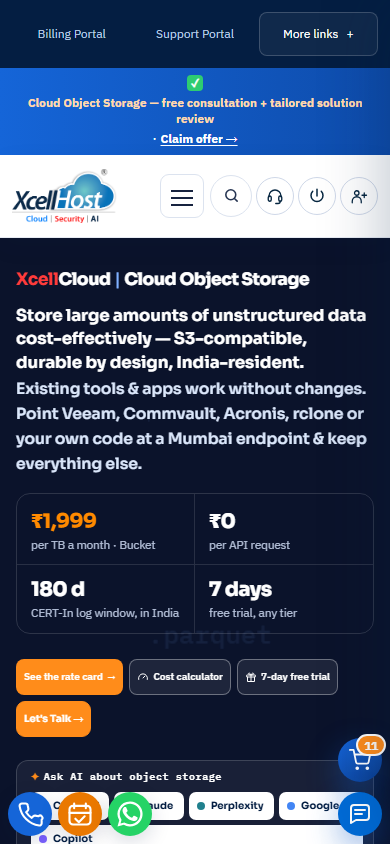 Billing Portal
Support Portal
More links +
Cloud Object Storage — free consultation + tailored solution
review
· Claim offer →
XcellHost®
Cloud | Security | AI
XcellCloud | Cloud Object Storage
Store large amounts of unstructured data
cost-effectively — S3-compatible,
durable by design, India-resident.
Existing tools & apps work without changes.
Point Veeam, Commvault, Acronis, rclone or
your own code at a Mumbai endpoint & keep
everything else.
₹1,999
per TB a month · Bucket
₹0
per API request
180 d
CERT-In log window, in India
7 days
free trial, any tier
.parquet
See the rate card →
Cost calculator
7-day free trial
Let's Talk →
11
Ask AI about object storage
Perplexity
Google
Copilot